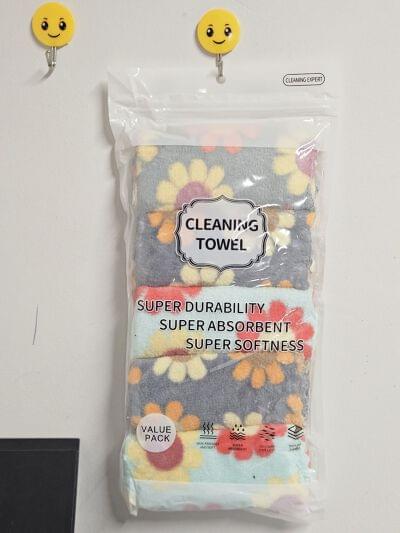 CLEANING EXPERT
CLEANING
TOWEL
SUPER DURABILITY
SUPER ABSORBENT
SUPER SOFTNESS
VALUE
PACK